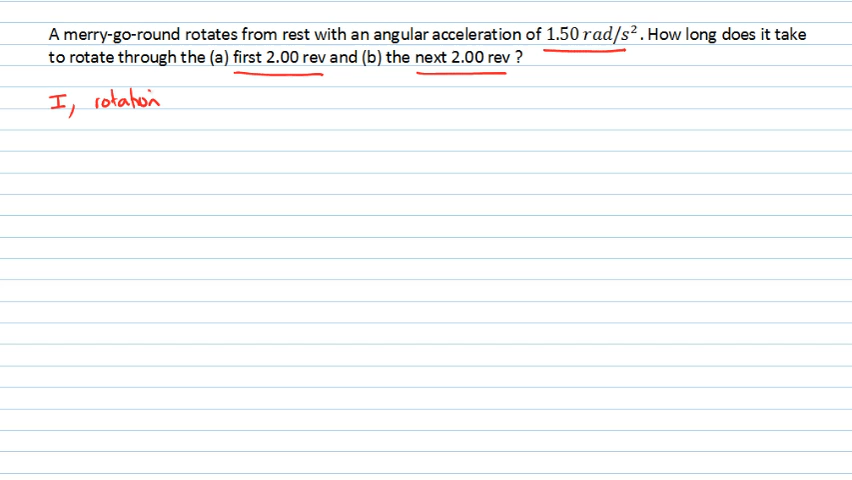 A merry-go-round rotates from rest with an angular acceleration of 1.50 rad/s². How long does it take
to rotate through the (a) first 2.00 rev and (b) the next 2.00 rev ?
I, rotation